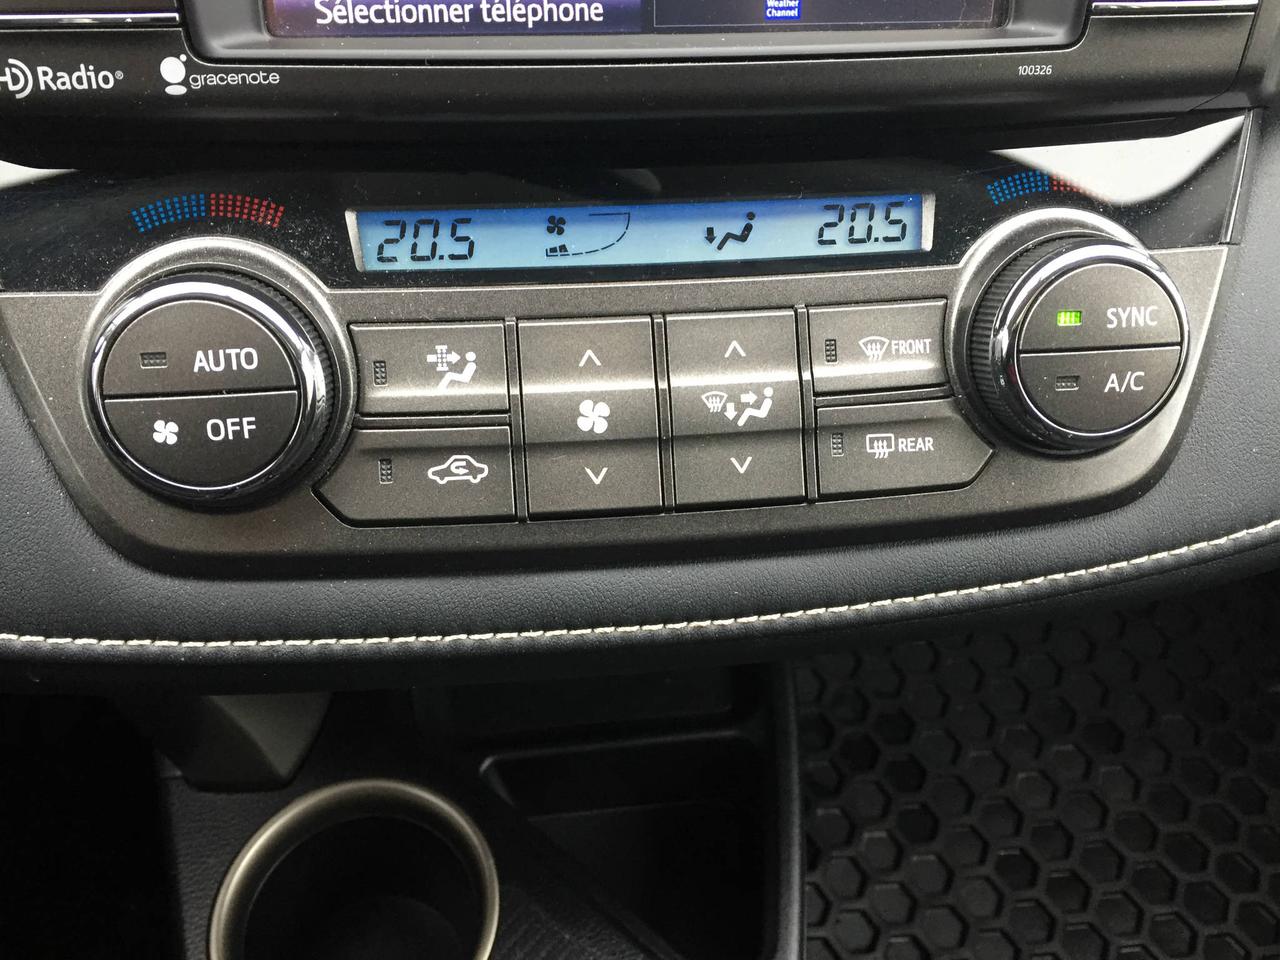 Sélectionner téléphone
Weather
Channel
HD Radio®
gracenote
100326
20.5
20.5
AUTO
OFF
FRONT
REAR
SYNC
A/C